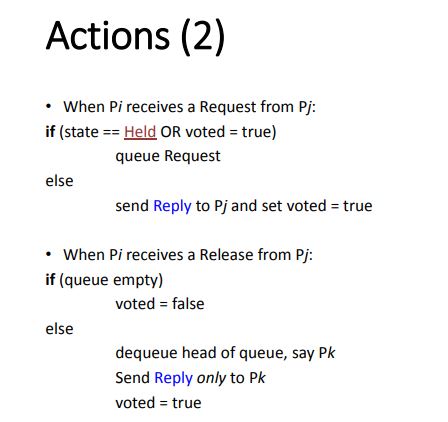 Actions (2)
• When Pi receives a Request from Pj:
if (state == Held OR voted = true)
queue Request
else
send Reply to Pj and set voted = true
• When Pi receives a Release from Pj:
if (queue empty)
voted = false
else
dequeue head of queue, say Pk
Send Reply only to Pk
voted = true